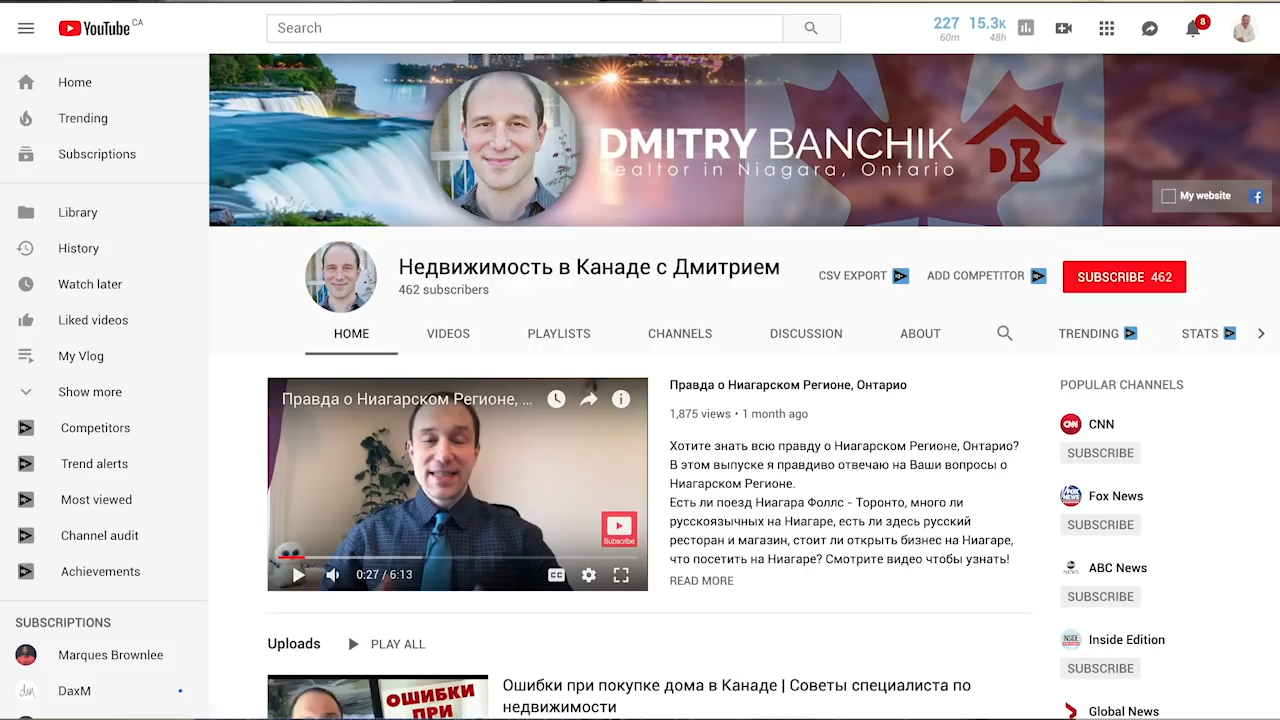 YouTube CA
Search
227 60m
15.3K 48h
8
Home
Trending
Subscriptions
Library
History
Watch later
Liked videos
My Vlog
Show more
Competitors
Trend alerts
Most viewed
Channel audit
Achievements
SUBSCRIPTIONS
Marques Brownlee
DaxM
DMITRY BANCHIK
Realtor in Niagara, Ontario
My website
Недвижимость в Канаде с Дмитрием
462 subscribers
CSV EXPORT
ADD COMPETITOR
SUBSCRIBE 462
HOME
VIDEOS
PLAYLISTS
CHANNELS
DISCUSSION
ABOUT
TRENDING
STATS
Правда о Ниагарском Регионе, ...
Subscribe
0:27 / 6:13
CC
Правда о Ниагарском Регионе, Онтарио
1,875 views • 1 month ago
Хотите знать всю правду о Ниагарском Регионе, Онтарио?
В этом выпуске я правдиво отвечаю на Ваши вопросы о
Ниагарском Регионе.
Есть ли поезд Ниагара Фоллс - Торонто, много ли
русскоязычных на Ниагаре, есть ли здесь русский
ресторан и магазин, стоит ли открыть бизнес на Ниагаре,
что посетить на Ниагаре? Смотрите видео чтобы узнать!
READ MORE
Uploads
PLAY ALL
ОШИБКИ
ПРИ
Ошибки при покупке дома в Канаде | Советы специалиста по
недвижимости
POPULAR CHANNELS
CNN
SUBSCRIBE
Fox News
SUBSCRIBE
ABC News
SUBSCRIBE
Inside Edition
SUBSCRIBE
Global News